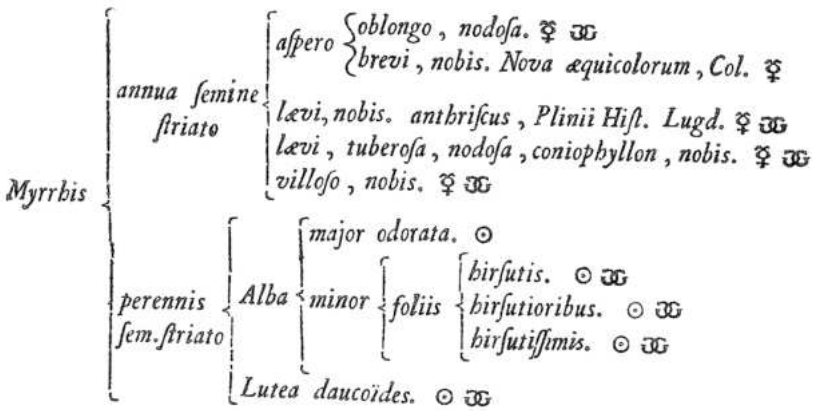 aſpero oblongo, nodoſa. ☿
brevi, nobis. Nova æquicolorum, Col. ☿
annua ſemine ſtriato
lævi, nobis. anthriſcus, Plinii Hiſt. Lugd. ☿
lævi, tuberoſa, nodoſa, coniophyllon, nobis. ☿
villoſo, nobis. ☿
Myrrhis
major odorata. ☉
Alba
minor foliis
hirſutis. ☉
hirſutioribus. ☉
hirſutiſſimis. ☉
perennis
ſem. ſtriato
Lutea daucoïdes. ☉